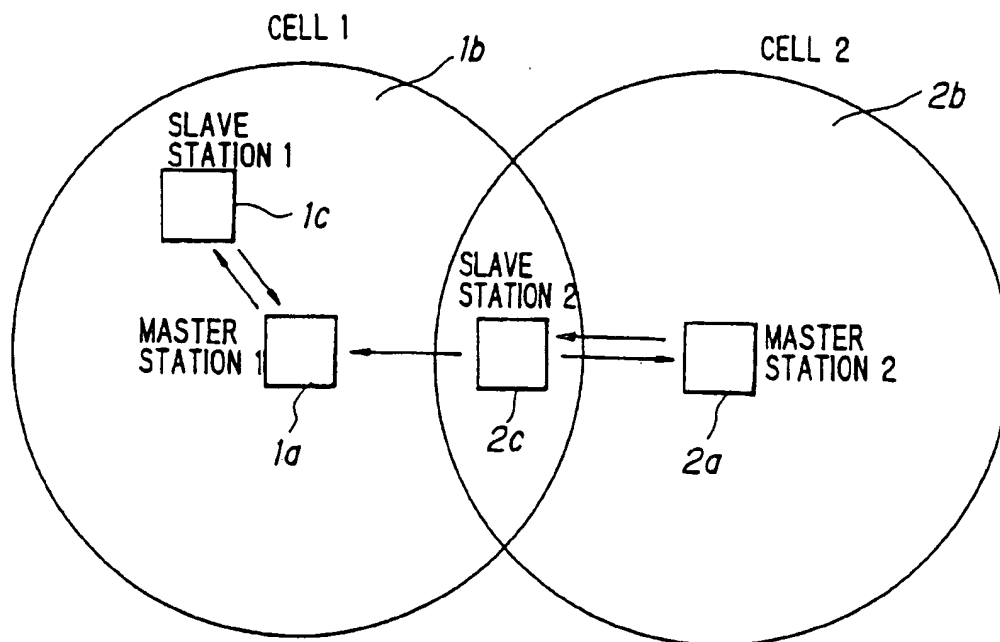 CELL 1
1b
CELL 2
2b
SLAVE
STATION 1
1c
SLAVE
STATION 2
MASTER
STATION 1
MASTER
STATION 2
1a
2c
2a